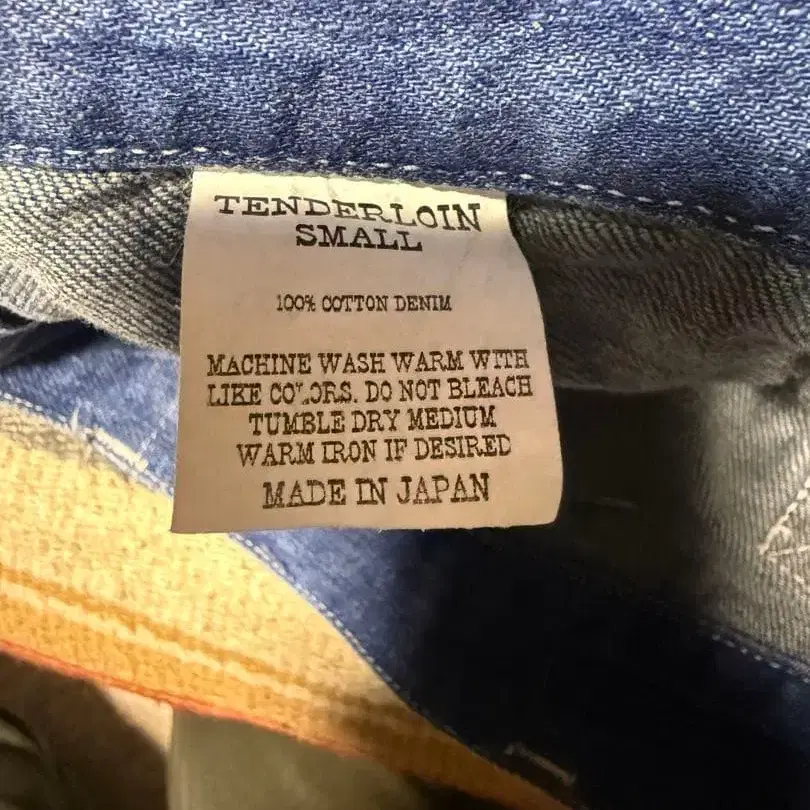 TENDERLOIN
SMALL
100% COTTON DENIM
MACHINE WASH WARM WITH
LIKE COLORS. DO NOT BLEACH
TUMBLE DRY MEDIUM
WARM IRON IF DESIRED
MADE IN JAPAN